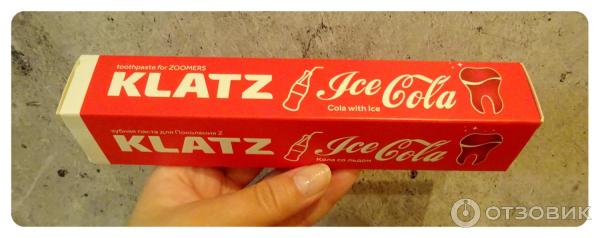 toothpaste for ZOOMERS
KLATZ
Ice Cola
Cola with Ice
зубная паста для Поколения Z
KLATZ
Ice Cola
Кола со льдом
ОТЗОВИК